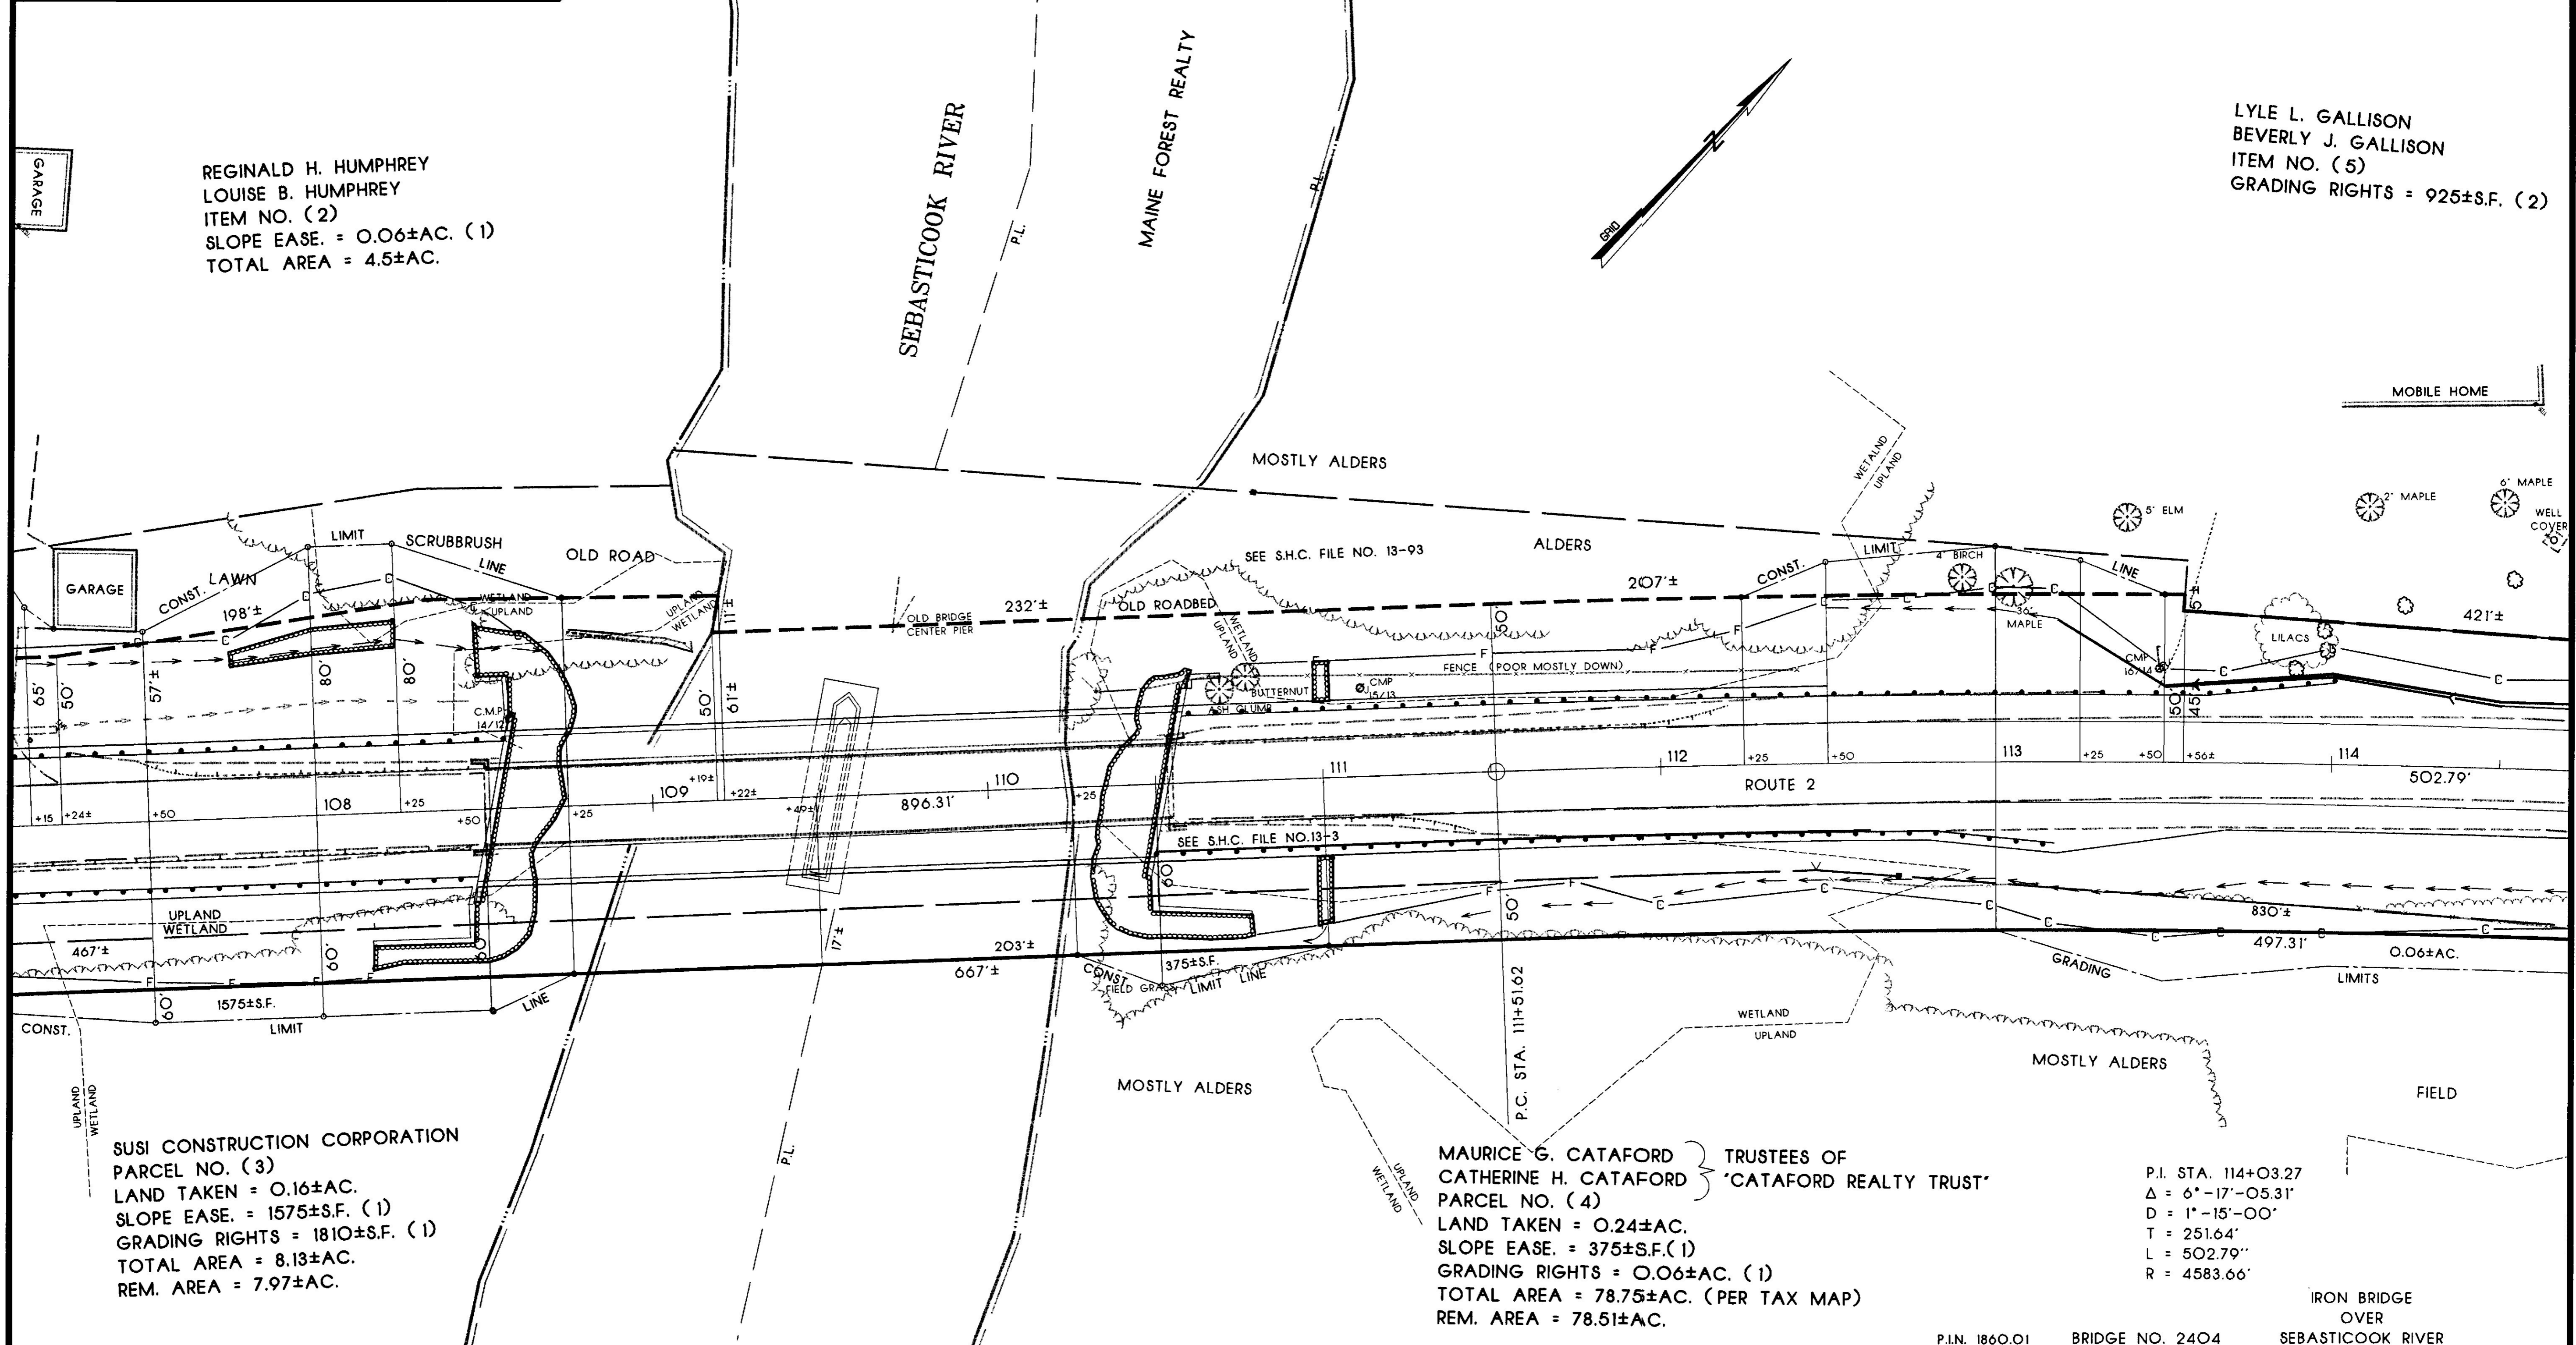 GARAGE
REGINALD H. HUMPHREY
LOUISE B. HUMPHREY
ITEM NO. (2)
SLOPE EASE. = 0.06±AC. (1)
TOTAL AREA = 4.5±AC.
SEBASTICOOK RIVER
P.L.
MAINE FOREST REALTY
P.L.
GRID
N
LYLE L. GALLISON
BEVERLY J. GALLISON
ITEM NO. (5)
GRADING RIGHTS = 925±S.F. (2)
MOBILE HOME
MOSTLY ALDERS
WETALND
UPLAND
5" ELM
2" MAPLE
6" MAPLE
WELL
COVER
GARAGE
CONST.
LAWN
LIMIT
SCRUBBRUSH
LINE
OLD ROAD
198'±
WETLAND
UPLAND
UPLAND
WETLAND
11'±
OLD BRIDGE
CENTER PIER
232'±
OLD ROADBED
SEE S.H.C. FILE NO. 13-93
ALDERS
207'±
CONST.
LIMIT
4" BIRCH
LINE
36"
MAPLE
5'±
LILACS
421'±
WETLAND
UPLAND
FENCE (POOR MOSTLY DOWN)
BUTTERNUT
ASH CLUMP
CMP
15/13
CMP
16/14
65'
50'
57'±
80'
80'
C.M.P.
14/12
50'
61'±
50'
50'
45'
+15
+24±
+50
108
+25
+50
+25
109
+19±
+22±
+49±
896.31'
110
+25
111
112
+25
+50
113
+25
+50
+56±
114
502.79'
ROUTE 2
SEE S.H.C. FILE NO.13-3
UPLAND
WETLAND
467'±
60'
60'
1575±S.F.
CONST.
LIMIT
LINE
17'±
203'±
667'±
60'
375±S.F.
CONST.
FIELD GRASS
LIMIT
LINE
50'
P.C. STA. 111+51.62
830'±
497.31'
0.06±AC.
GRADING
LIMITS
WETLAND
UPLAND
MOSTLY ALDERS
MOSTLY ALDERS
FIELD
UPLAND
WETLAND
UPLAND
WETLAND
P.L.
SUSI CONSTRUCTION CORPORATION
PARCEL NO. (3)
LAND TAKEN = 0.16±AC.
SLOPE EASE. = 1575±S.F. (1)
GRADING RIGHTS = 1810±S.F. (1)
TOTAL AREA = 8.13±AC.
REM. AREA = 7.97±AC.
MAURICE G. CATAFORD
CATHERINE H. CATAFORD
TRUSTEES OF
"CATAFORD REALTY TRUST"
PARCEL NO. (4)
LAND TAKEN = 0.24±AC.
SLOPE EASE. = 375±S.F.(1)
GRADING RIGHTS = 0.06±AC. (1)
TOTAL AREA = 78.75±AC. (PER TAX MAP)
REM. AREA = 78.51±AC.
P.I. STA. 114+03.27
Δ = 6°-17'-05.31"
D = 1°-15'-00"
T = 251.64'
L = 502.79''
R = 4583.66'
IRON BRIDGE
OVER
P.I.N. 1860.01 BRIDGE NO. 2404 SEBASTICOOK RIVER